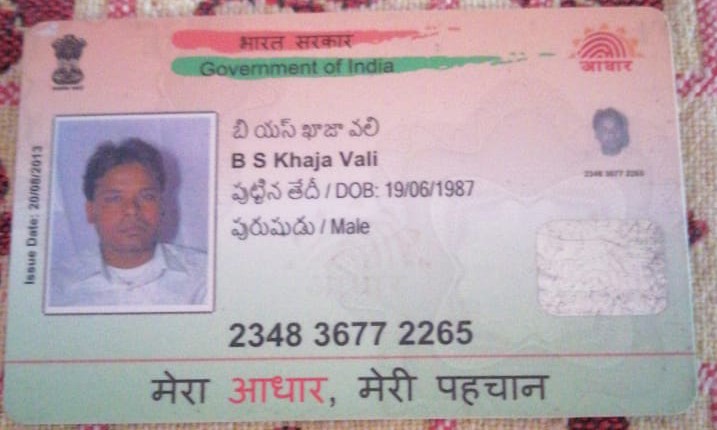 भारत सरकार
Government of India
आधार
Issue Date: 20/08/2013
బి యస్ ఖాజా వలి
B S Khaja Vali
పుట్టిన తేదీ / DOB: 19/06/1987
పురుషుడు / Male
2348 3677 2265
2348 3677 2265
मेरा आधार, मेरी पहचान